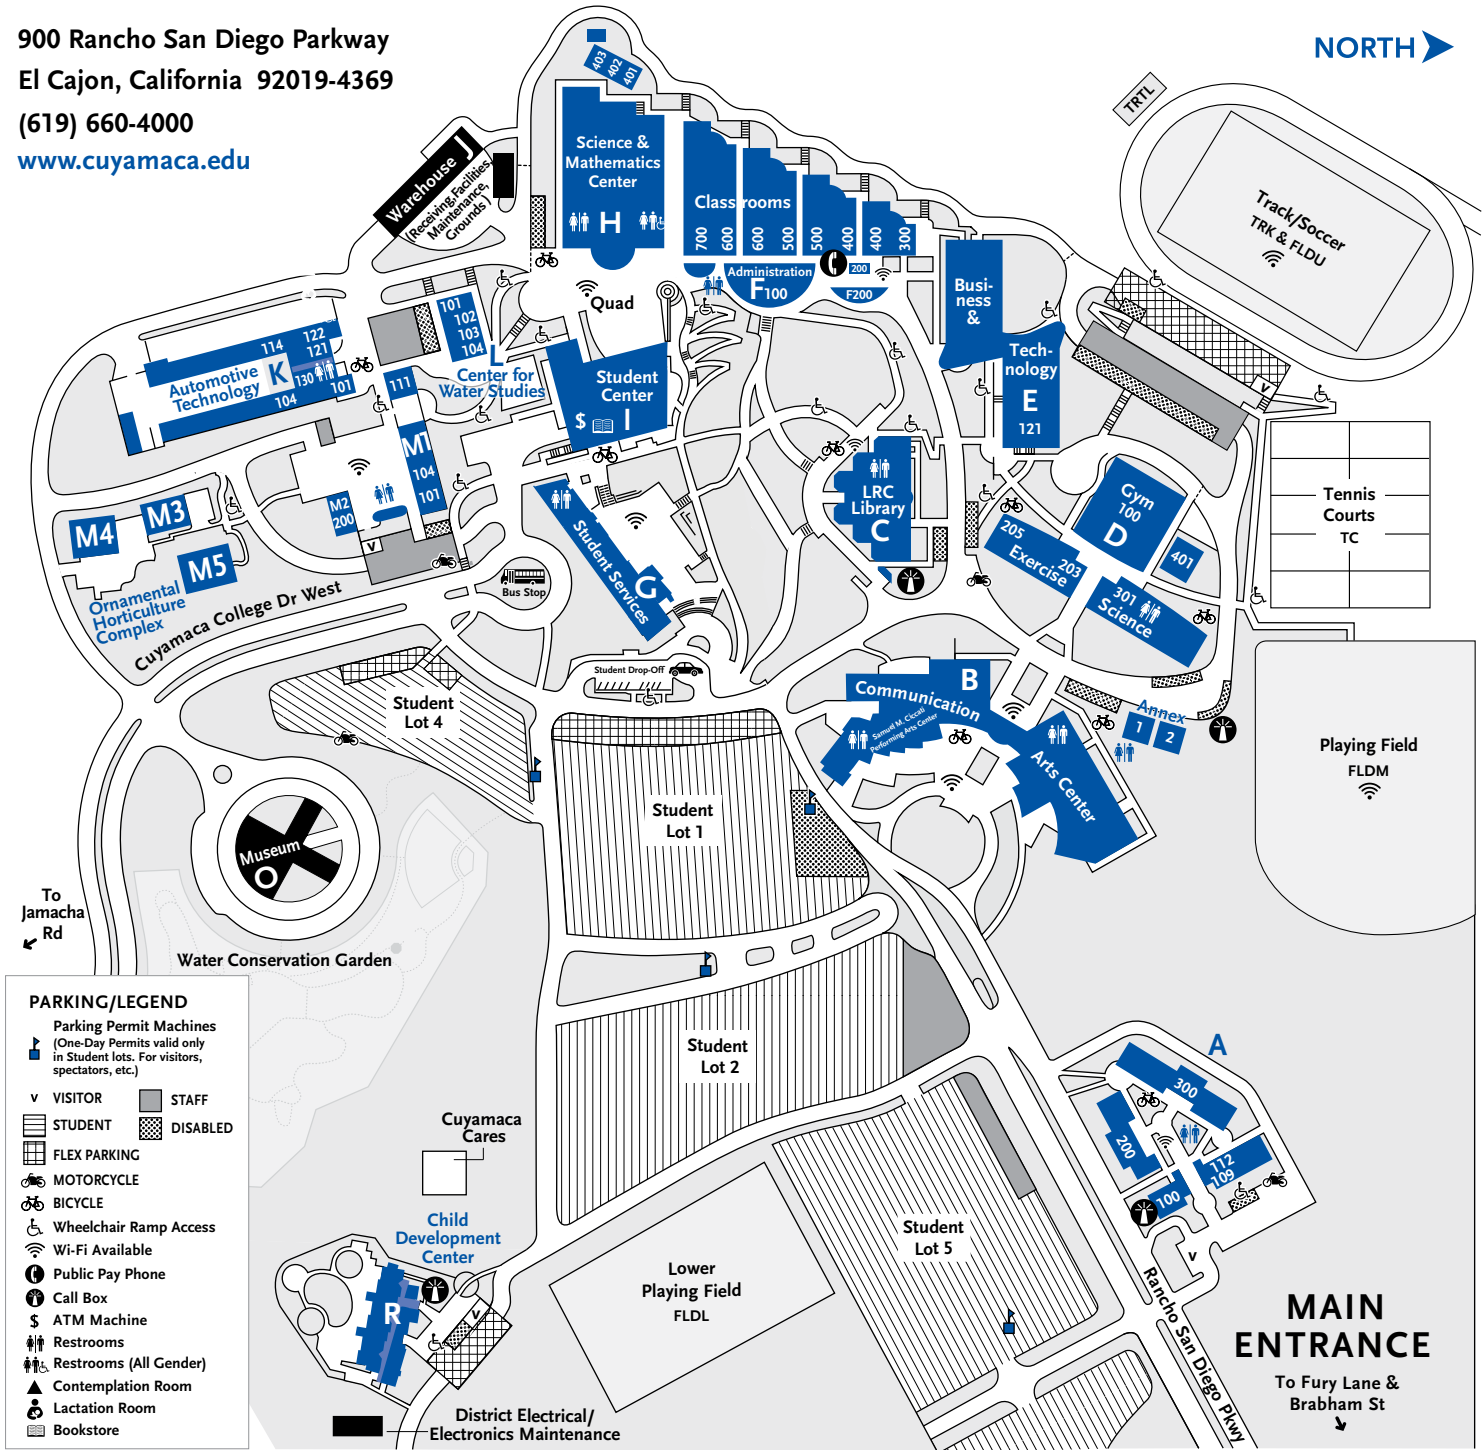 900 Rancho San Diego Parkway
El Cajon, California 92019-4369
(619) 660-4000
www.cuyamaca.edu
NORTH
403
402
401
TRTL
Track/Soccer
TRK & FLDU
Warehouse J
(Receiving, Facilities,
Maintenance,
Grounds)
Science &
Mathematics
Center
H
Classrooms
700
600
600
500
500
400
400
300
Administration
F100
200
F200
Quad
Busi-
ness
&
Tech-
nology
E
121
122
121
114
Automotive
Technology
K
130
101
104
101
102
103
104
L
Center for
Water Studies
111
M1
104
101
M2
200
V
Student
Center
$ I
M4
M3
M5
Ornamental
Horticulture
Complex
Cuyamaca College Dr West
Bus Stop
Student Services
G
LRC
Library
C
V
Gym
100
D
401
205
203
Exercise
301
Science
Tennis
Courts
TC
Student Drop-Off
Student
Lot 4
B
Communication
Samuel M. Ciccati
Performing Arts Center
Arts Center
Annex
1
2
Playing Field
FLDM
Student
Lot 1
Museum
O
To
Jamacha
Rd
Water Conservation Garden
Student
Lot 2
A
300
200
112
109
100
V
Cuyamaca
Cares
Child
Development
Center
R
V
Lower
Playing Field
FLDL
Student
Lot 5
Rancho San Diego Pkwy
MAIN
ENTRANCE
To Fury Lane &
Brabham St
District Electrical/
Electronics Maintenance
PARKING/LEGEND
Parking Permit Machines
(One-Day Permits valid only
in Student lots. For visitors,
spectators, etc.)
V VISITOR
STAFF
STUDENT
DISABLED
FLEX PARKING
MOTORCYCLE
BICYCLE
Wheelchair Ramp Access
Wi-Fi Available
Public Pay Phone
Call Box
$ ATM Machine
Restrooms
Restrooms (All Gender)
Contemplation Room
Lactation Room
Bookstore